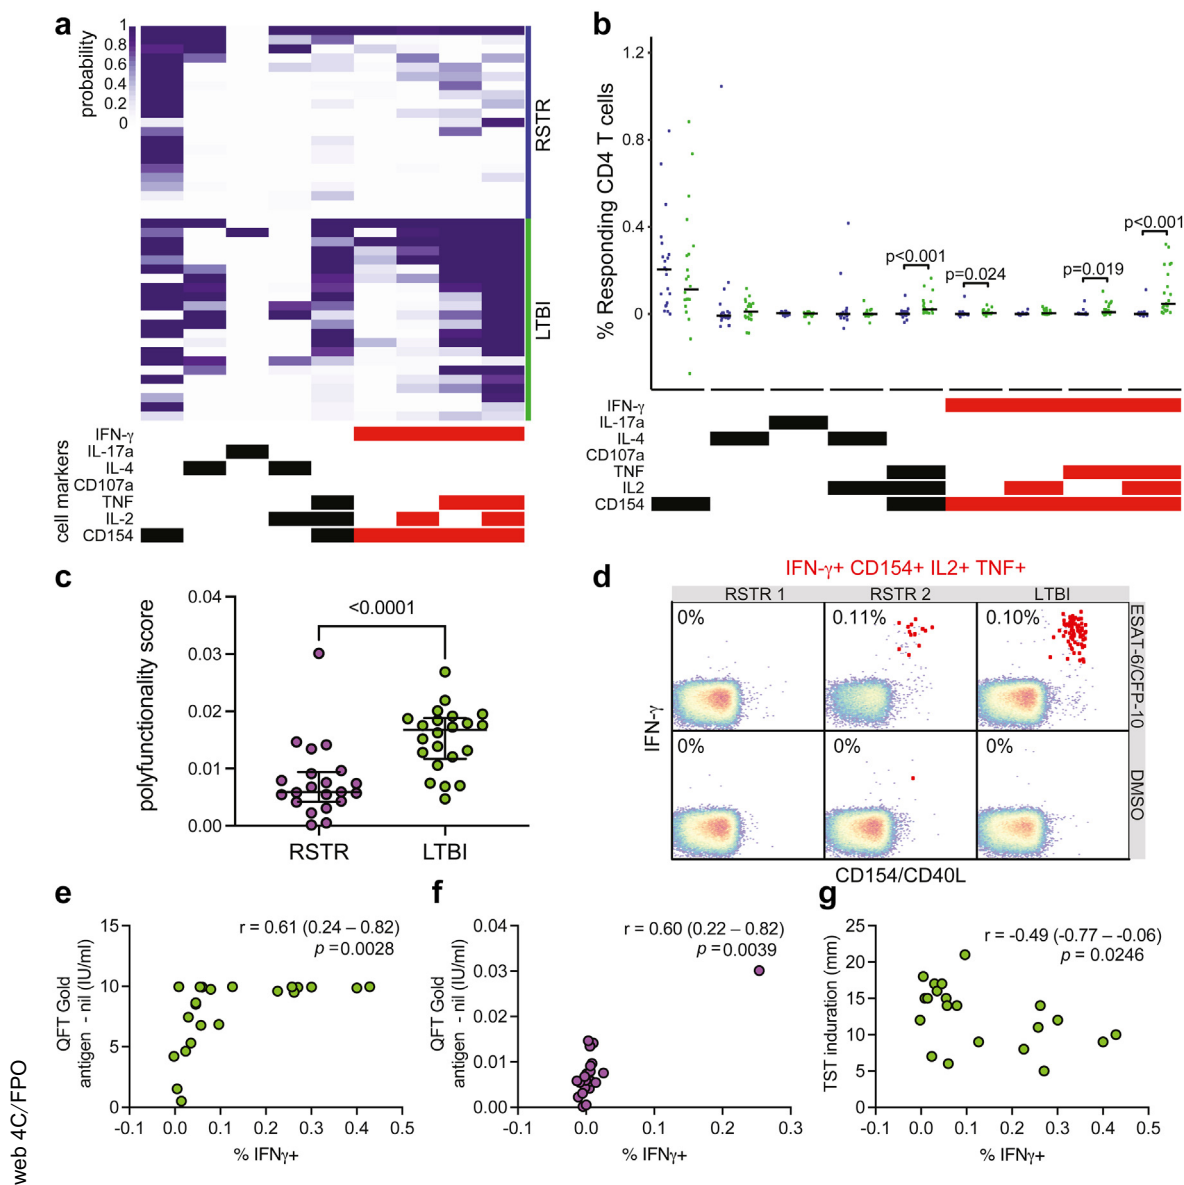 a
probability
1
0.8
0.6
0.4
0.2
0
RSTR
LTBI
cell markers
IFN-γ
IL-17a
IL-4
CD107a
TNF
IL-2
CD154
b
% Responding CD4 T cells
1.2
0.8
0.4
0
p<0.001
p=0.024
p=0.019
p<0.001
IFN-γ
IL-17a
IL-4
CD107a
TNF
IL2
CD154
c
polyfunctionality score
0.04
0.03
0.02
0.01
0.00
<0.0001
RSTR LTBI
d
IFN-γ+ CD154+ IL2+ TNF+
RSTR 1 RSTR 2 LTBI
0% 0.11% 0.10%
ESAT-6/CFP-10
0% 0% 0%
DMSO
IFN-γ
CD154/CD40L
e
QFT Gold
antigen - nil (IU/ml)
15
10
5
0
r = 0.61 (0.24 – 0.82)
p =0.0028
-0.1 0.0 0.1 0.2 0.3 0.4 0.5
% IFNγ+
f
QFT Gold
antigen - nil (IU/ml)
0.04
0.03
0.02
0.01
0.00
r = 0.60 (0.22 – 0.82)
p =0.0039
-0.1 0.0 0.1 0.2 0.3
% IFNγ+
g
TST induration (mm)
25
20
15
10
5
0
r = -0.49 (-0.77 – -0.06)
p = 0.0246
-0.1 0.0 0.1 0.2 0.3 0.4 0.5
% IFNγ+
web 4C/FPO